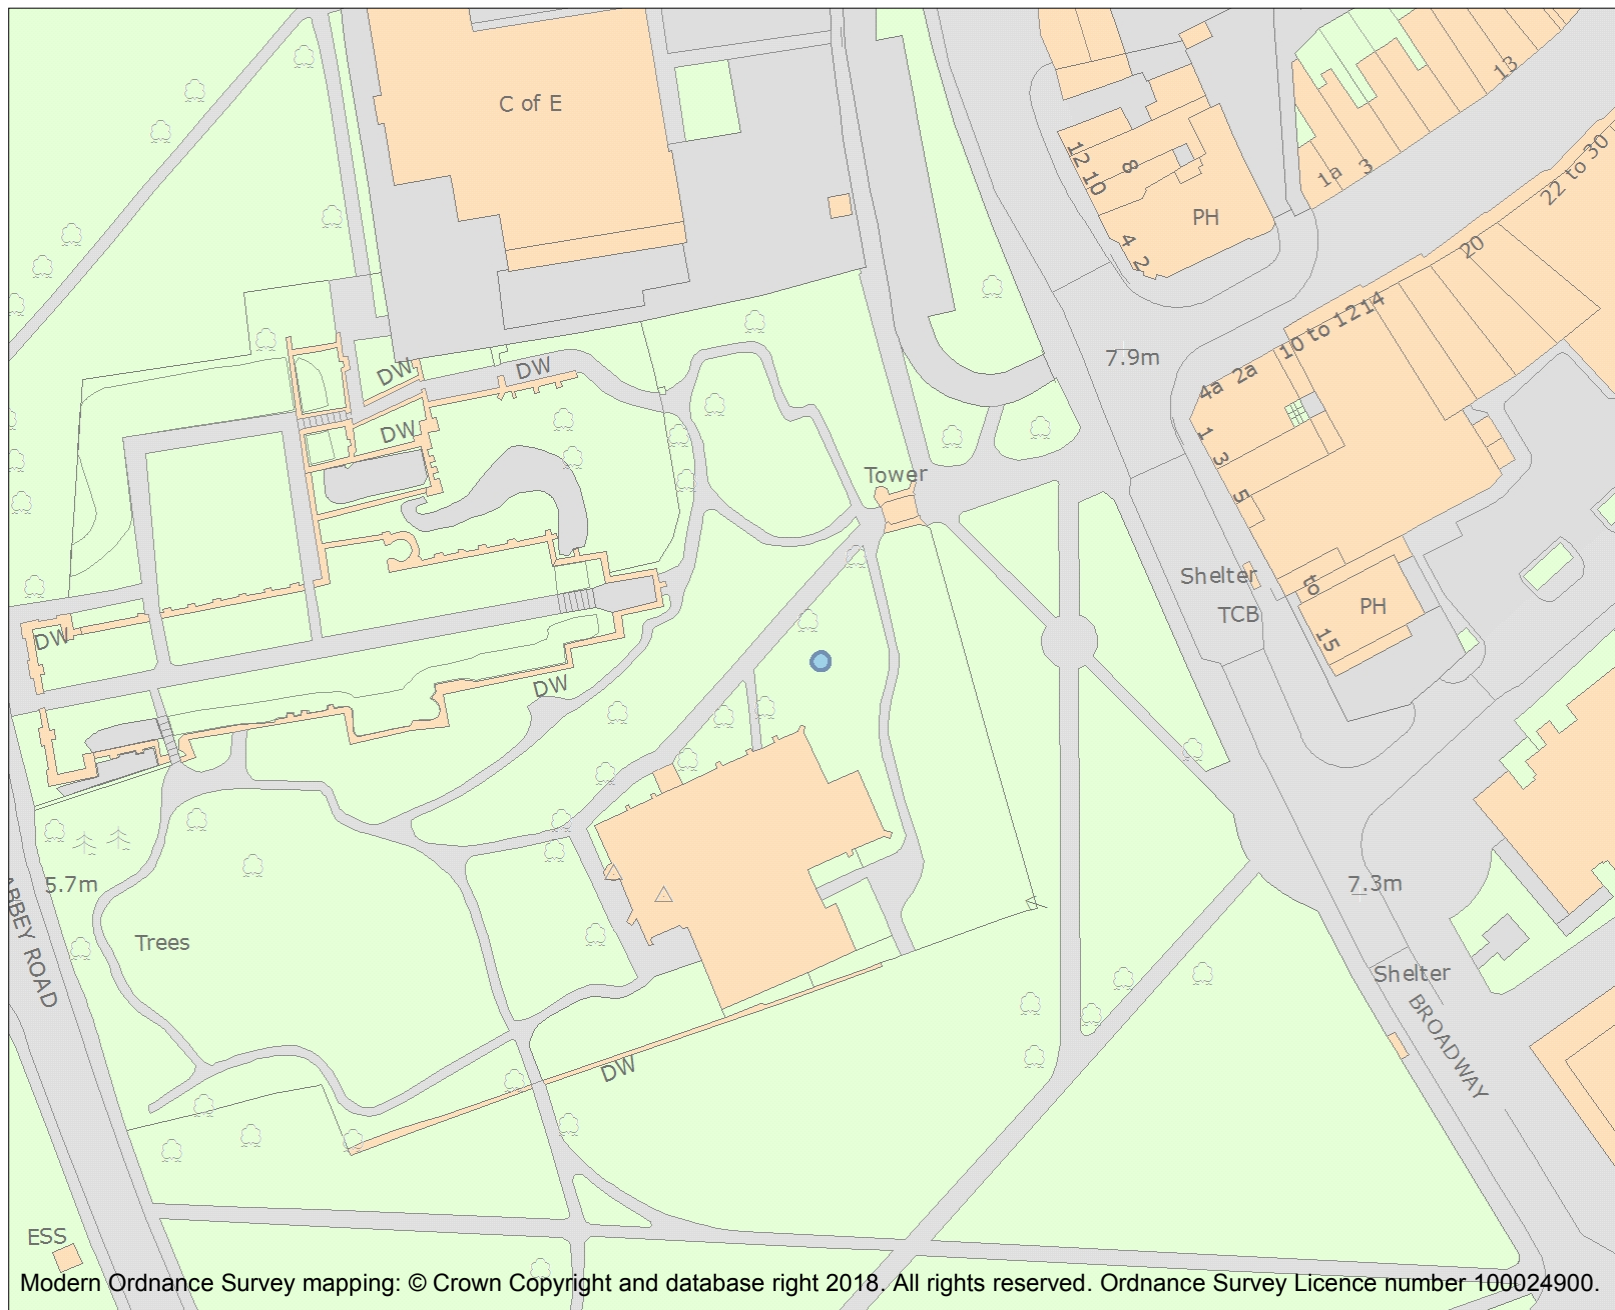 C of E
13
12 10
8
1a
3
22 to 30
PH
4
2
20
10 to 12
14
7.9m
DW
DW
4a
2a
DW
1
3
5
Tower
Shelter
to
TCB
PH
15
DW
DW
5.7m
7.3m
ABBEY ROAD
Trees
Shelter
BROADWAY
DW
ESS
Modern Ordnance Survey mapping: © Crown Copyright and database right 2018. All rights reserved. Ordnance Survey Licence number 100024900.